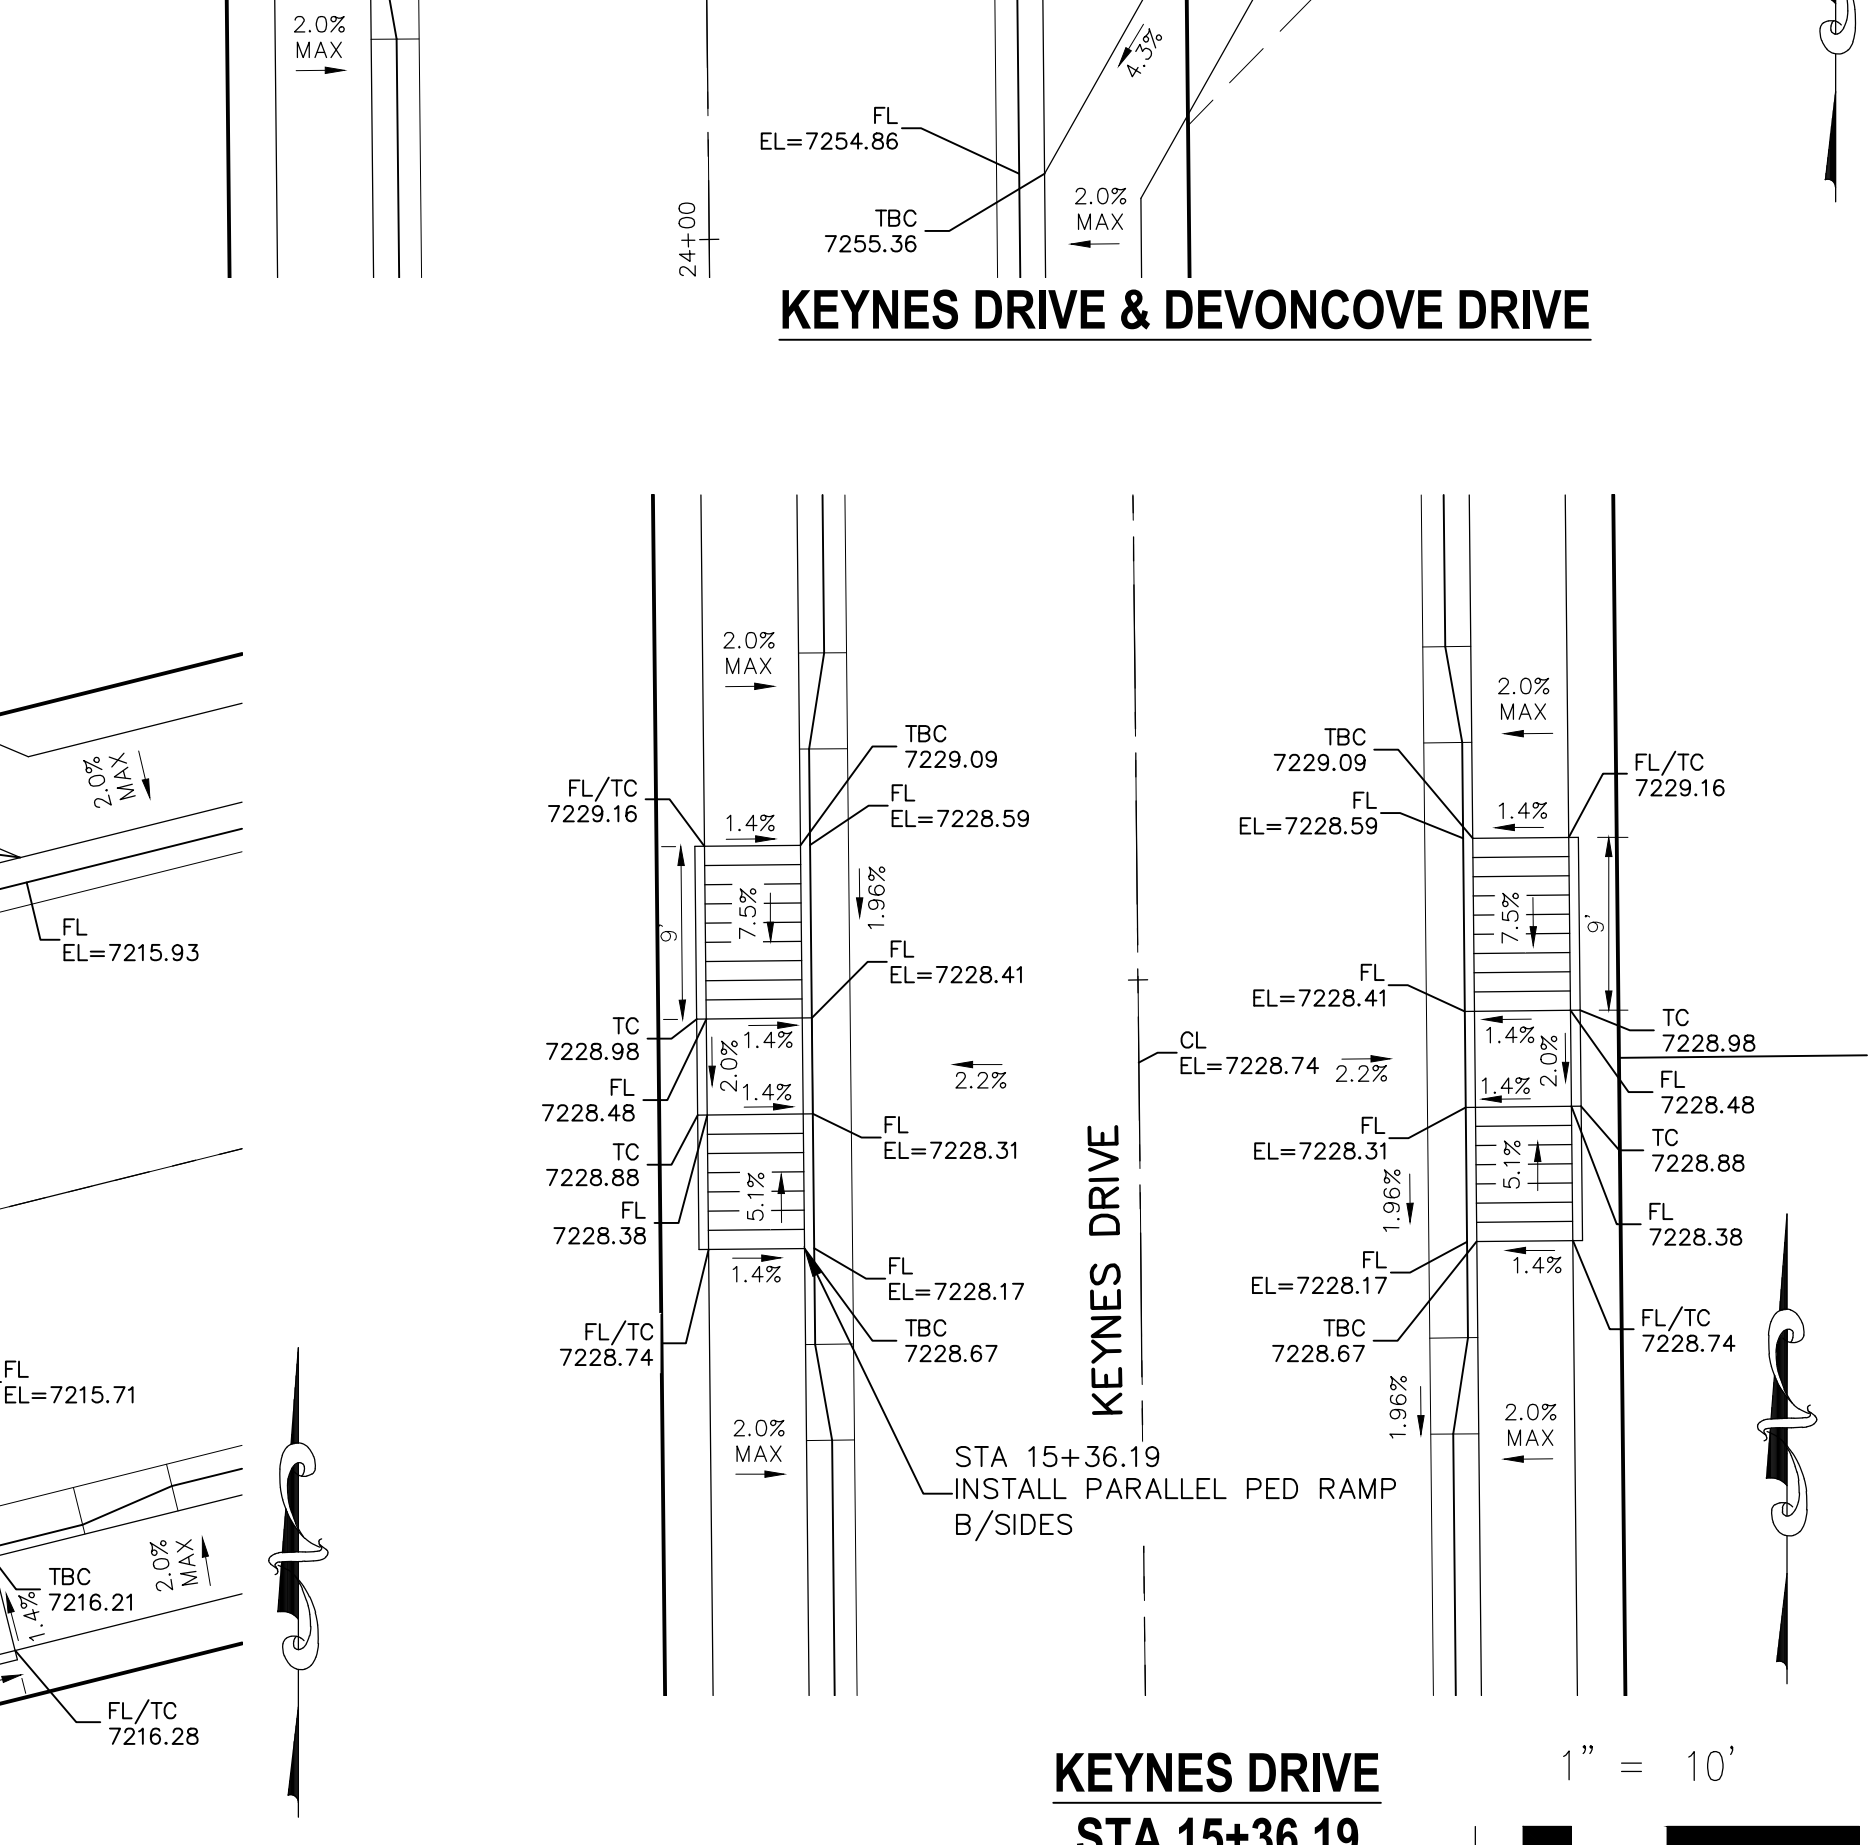 2.0%
MAX
4.3%
FL
EL=7254.86
TBC
7255.36
2.0%
MAX
24+00
KEYNES DRIVE & DEVONCOVE DRIVE
2.0%
MAX
FL
EL=7215.93
FL
EL=7215.71
TBC
7216.21
2.0%
MAX
1.4%
FL/TC
7216.28
2.0%
MAX
TBC
7229.09
FL/TC
7229.16
FL
EL=7228.59
1.4%
9'
7.5%
1.96%
FL
EL=7228.41
TC
7228.98
1.4%
2.0%
FL
7228.48
1.4%
TC
7228.88
FL
EL=7228.31
5.1%
FL
7228.38
1.4%
FL
EL=7228.17
FL/TC
7228.74
TBC
7228.67
2.0%
MAX
2.2%
CL
EL=7228.74
2.2%
KEYNES DRIVE
STA 15+36.19
INSTALL PARALLEL PED RAMP
B/SIDES
2.0%
MAX
TBC
7229.09
FL/TC
7229.16
FL
EL=7228.59
1.4%
7.5%
9'
FL
EL=7228.41
TC
7228.98
1.4%
2.0%
FL
7228.48
1.4%
FL
EL=7228.31
TC
7228.88
1.96%
5.1%
FL
7228.38
FL
EL=7228.17
1.4%
TBC
7228.67
FL/TC
7228.74
1.96%
2.0%
MAX
KEYNES DRIVE
STA 15+36.19
1" = 10'